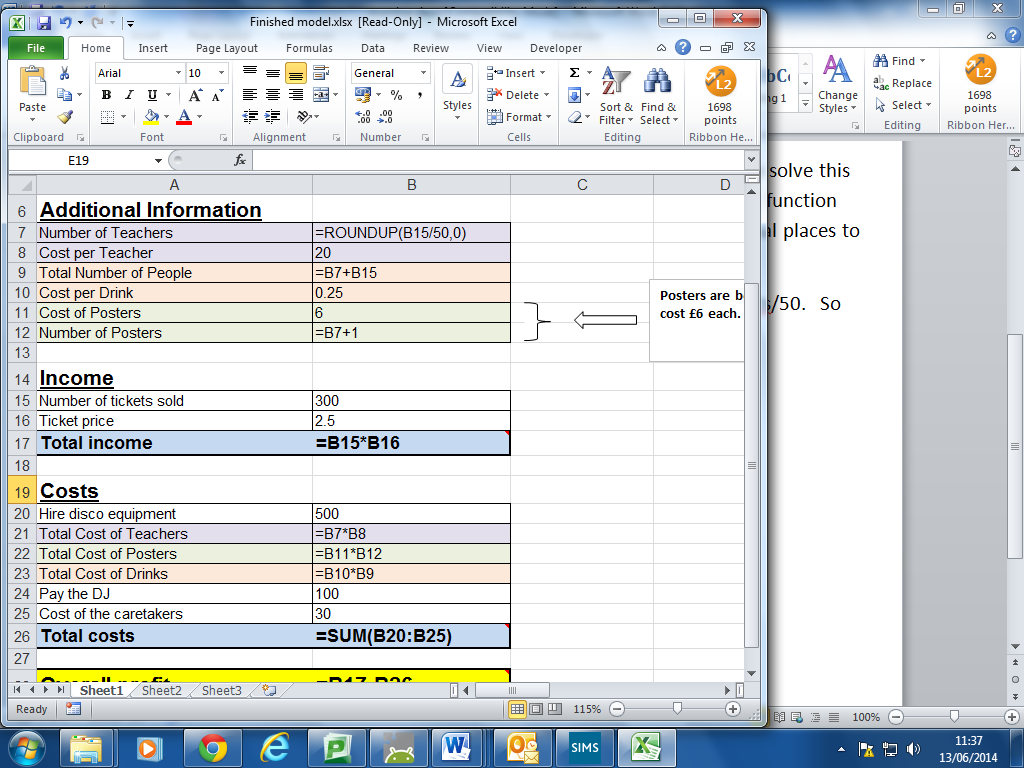 Finished model.xlsx [Read-Only] - Microsoft Excel
File Home Insert Page Layout Formulas Data Review View Developer
Paste
Clipboard
Arial 10
B I U A A
A
Font
Alignment
General
% ,
Number
Styles
Insert
Delete
Format
Cells
Σ
Sort & Filter
Find & Select
Editing
1698 points
Ribbon He...
Change Styles
Find
Replace
Select
Editing
L2
1698 points
Ribbon Her...
E19 fx
A B C D
6 Additional Information
7 Number of Teachers =ROUNDUP(B15/50,0)
8 Cost per Teacher 20
9 Total Number of People =B7+B15
10 Cost per Drink 0.25
11 Cost of Posters 6
12 Number of Posters =B7+1
13
14 Income
15 Number of tickets sold 300
16 Ticket price 2.5
17 Total income =B15*B16
18
19 Costs
20 Hire disco equipment 500
21 Total Cost of Teachers =B7*B8
22 Total Cost of Posters =B11*B12
23 Total Cost of Drinks =B10*B9
24 Pay the DJ 100
25 Cost of the caretakers 30
26 Total costs =SUM(B20:B25)
27
Overall profit =B17-B26
Posters are
cost £6 each.
solve this
function
places to
/50. So
Sheet1 Sheet2 Sheet3
Ready 115%
100%
SIMS
11:37
13/06/2014